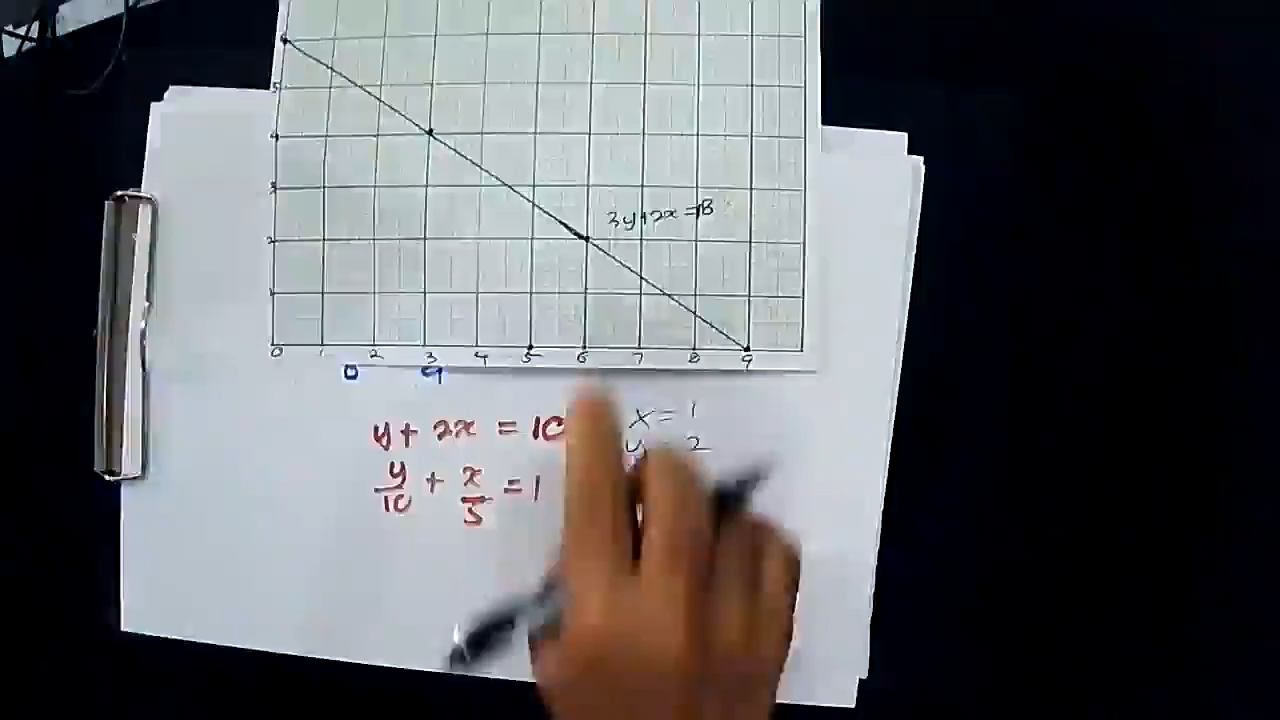 5
4
3
2
1
3y+2x=18
0 1 2 3 4 5 6 7 8 9
0 9
y + 2x = 10
x = 1
y 2
y/10 + x/5 = 1